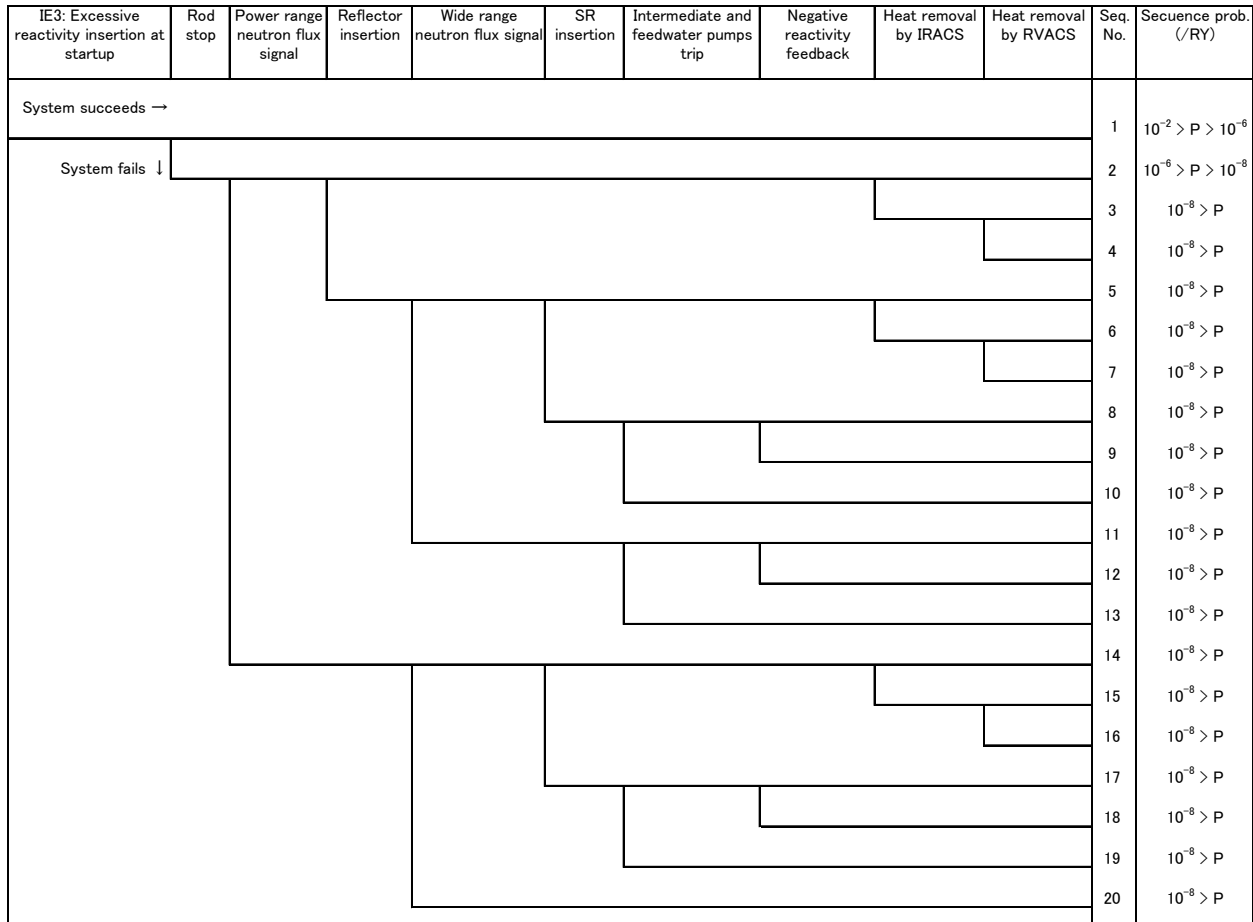 IE3: Excessive
reactivity insertion at
startup
Rod
stop
Power range
neutron flux
signal
Reflector
insertion
Wide range
neutron flux signal
SR
insertion
Intermediate and
feedwater pumps
trip
Negative
reactivity
feedback
Heat removal
by IRACS
Heat removal
by RVACS
Seq.
No.
Secuence prob.
(/RY)
System succeeds →
1 10⁻² > P > 10⁻⁶
System fails ↓
2 10⁻⁶ > P > 10⁻⁸
3 10⁻⁸ > P
4 10⁻⁸ > P
5 10⁻⁸ > P
6 10⁻⁸ > P
7 10⁻⁸ > P
8 10⁻⁸ > P
9 10⁻⁸ > P
10 10⁻⁸ > P
11 10⁻⁸ > P
12 10⁻⁸ > P
13 10⁻⁸ > P
14 10⁻⁸ > P
15 10⁻⁸ > P
16 10⁻⁸ > P
17 10⁻⁸ > P
18 10⁻⁸ > P
19 10⁻⁸ > P
20 10⁻⁸ > P